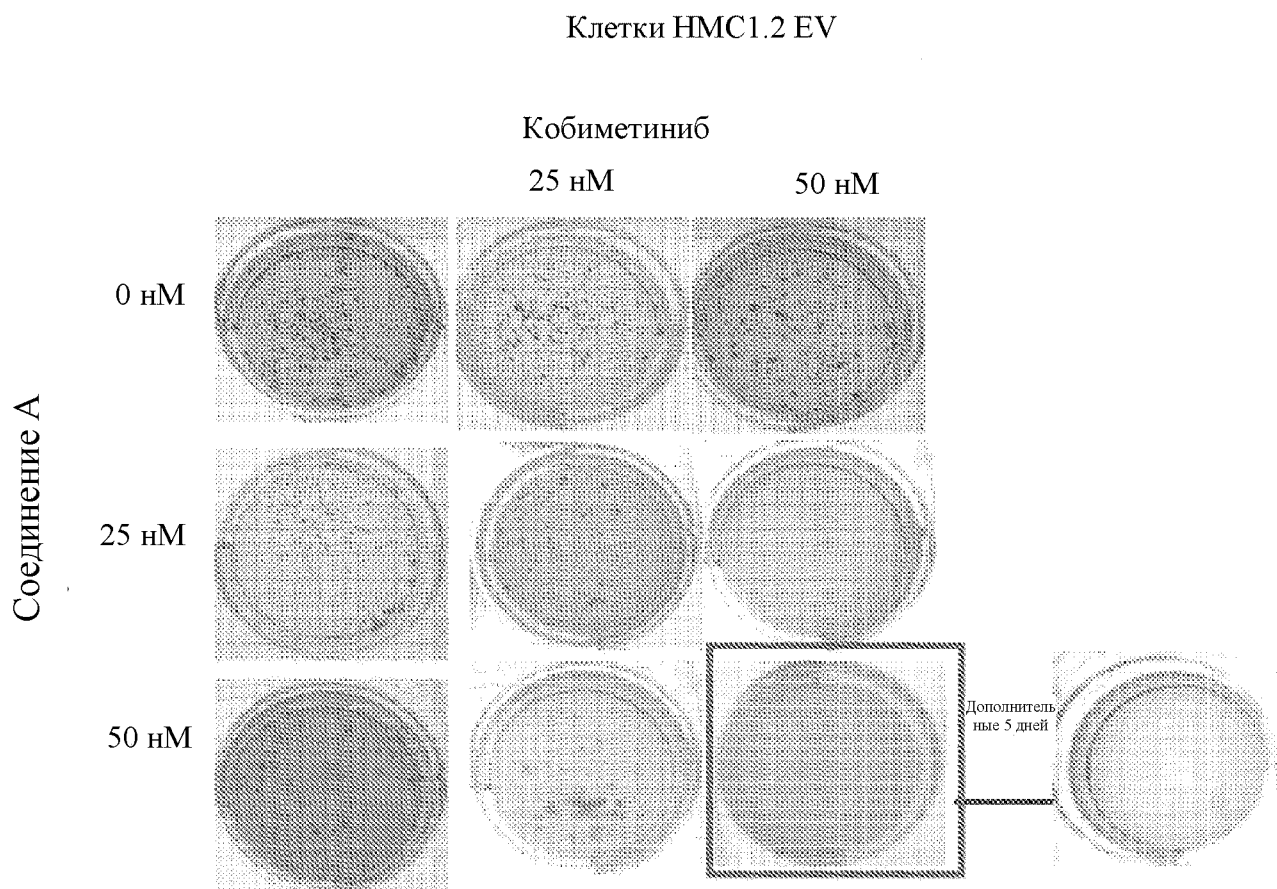 Клетки HMC1.2 EV
Кобиметиниб
25 нМ
50 нМ
0 нМ
Соединение А
25 нМ
50 нМ
Дополнитель
ные 5 дней